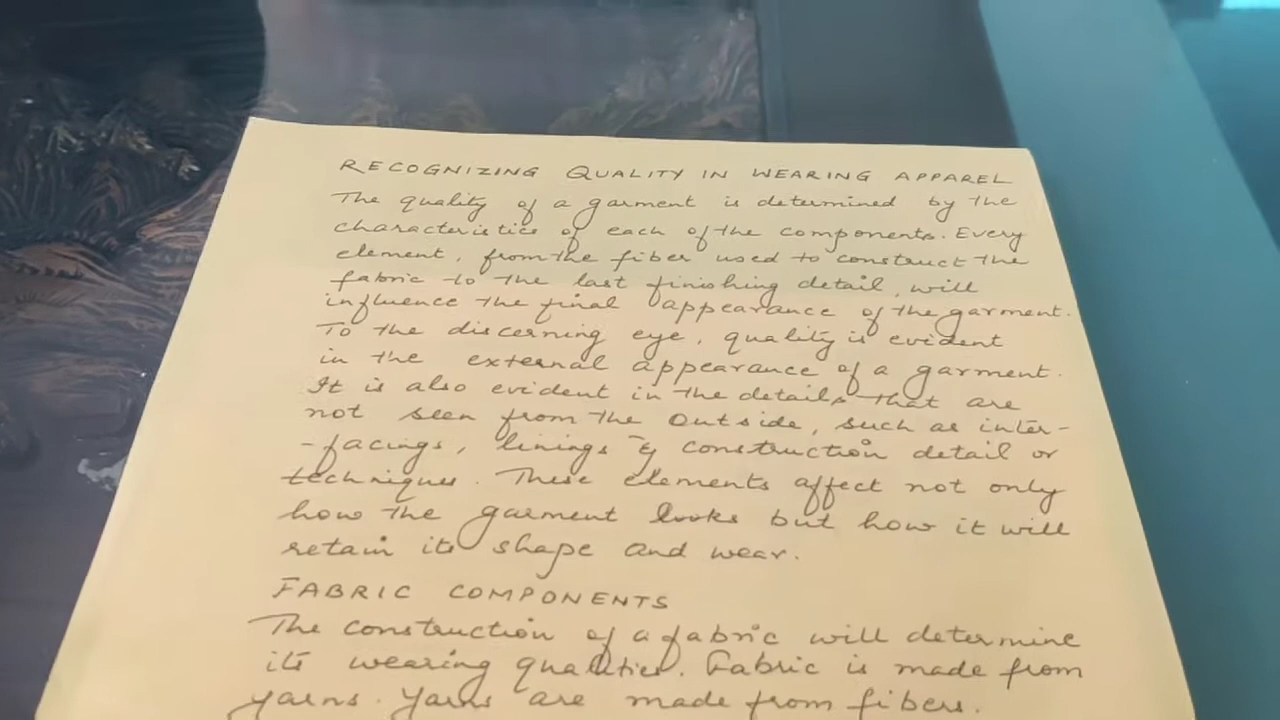 RECOGNIZING QUALITY IN WEARING APPAREL
The quality of a garment is determined by the
characteristics of each of the components. Every
element, from the fiber used to construct the
fabric to the last finishing detail, will
influence the final appearance of the garment.
To the discerning eye, quality is evident
in the external appearance of a garment.
It is also evident in the details that are
not seen from the outside, such as inter-
-facings, linings & construction detail or
techniques. These elements affect not only
how the garment looks but how it will
retain its shape and wear.
FABRIC COMPONENTS
The construction of a fabric will determine
its wearing qualities. Fabric is made from
yarns. Yarns are made from fibers.